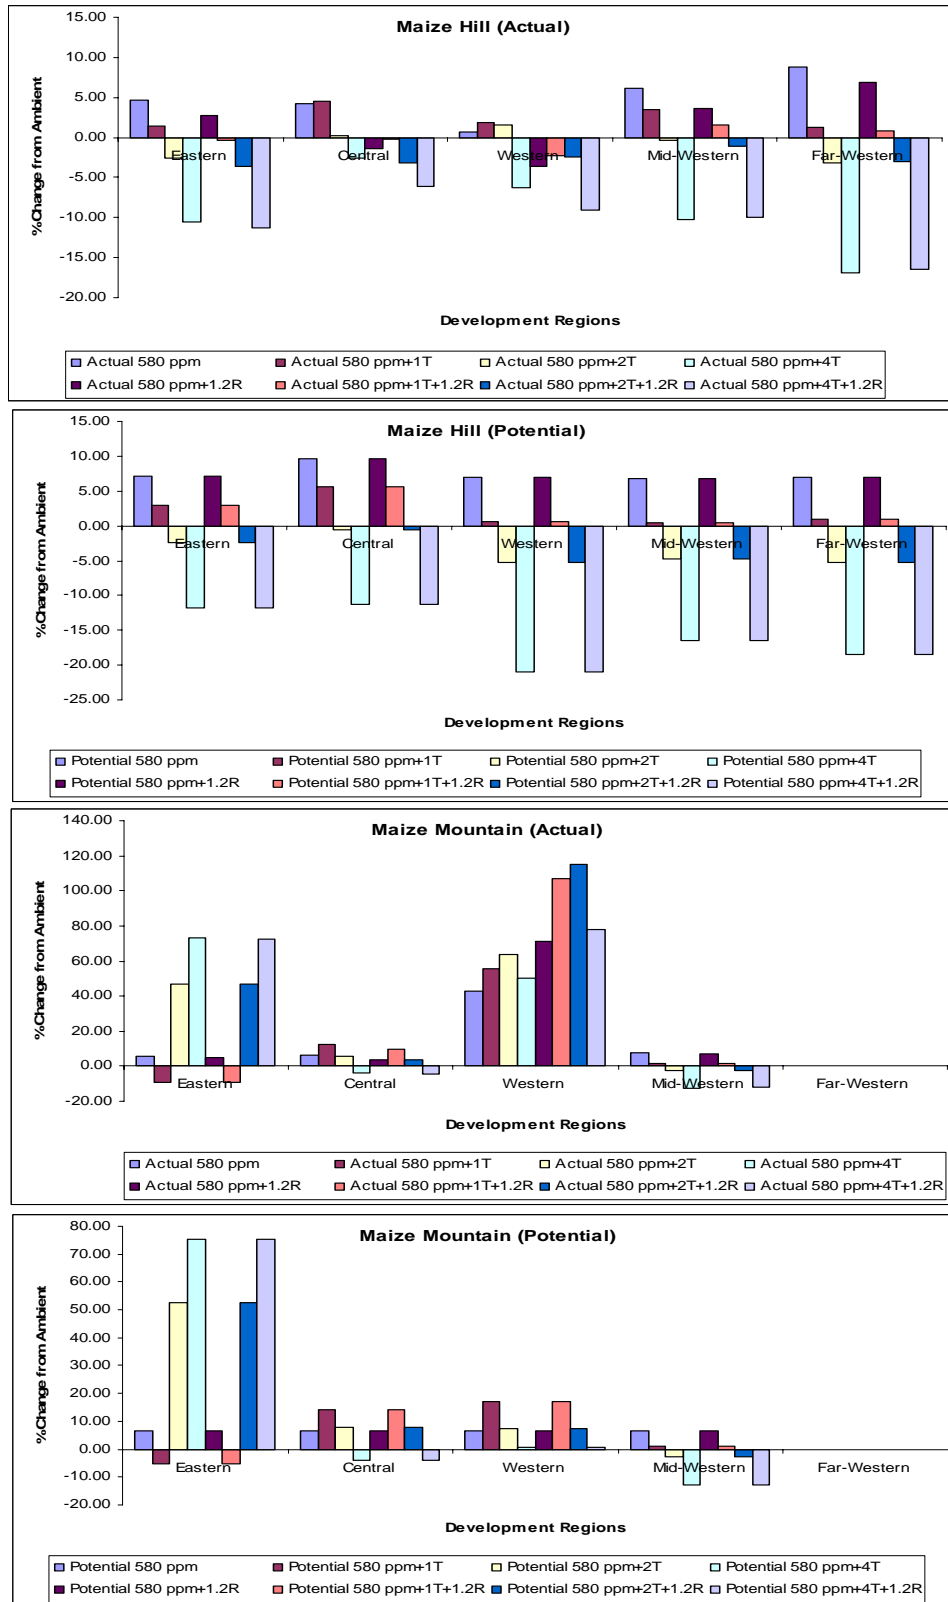 Maize Hill (Actual)
15.00
10.00
5.00
0.00
-5.00
-10.00
-15.00
-20.00
%Change from Ambient
Eastern Central Western Mid-Western Far-Western
Development Regions
Actual 580 ppm Actual 580 ppm+1T Actual 580 ppm+2T Actual 580 ppm+4T
Actual 580 ppm+1.2R Actual 580 ppm+1T+1.2R Actual 580 ppm+2T+1.2R Actual 580 ppm+4T+1.2R
Maize Hill (Potential)
15.00
10.00
5.00
0.00
-5.00
-10.00
-15.00
-20.00
-25.00
%Change from Ambient
Eastern Central Western Mid-Western Far-Western
Development Regions
Potential 580 ppm Potential 580 ppm+1T Potential 580 ppm+2T Potential 580 ppm+4T
Potential 580 ppm+1.2R Potential 580 ppm+1T+1.2R Potential 580 ppm+2T+1.2R Potential 580 ppm+4T+1.2R
Maize Mountain (Actual)
140.00
120.00
100.00
80.00
60.00
40.00
20.00
0.00
-20.00
%Change from Ambient
Eastern Central Western Mid-Western Far-Western
Development Regions
Actual 580 ppm Actual 580 ppm+1T Actual 580 ppm+2T Actual 580 ppm+4T
Actual 580 ppm+1.2R Actual 580 ppm+1T+1.2R Actual 580 ppm+2T+1.2R Actual 580 ppm+4T+1.2R
Maize Mountain (Potential)
80.00
70.00
60.00
50.00
40.00
30.00
20.00
10.00
0.00
-10.00
-20.00
%Change from Ambient
Eastern Central Western Mid-Western Far-Western
Development Regions
Potential 580 ppm Potential 580 ppm+1T Potential 580 ppm+2T Potential 580 ppm+4T
Potential 580 ppm+1.2R Potential 580 ppm+1T+1.2R Potential 580 ppm+2T+1.2R Potential 580 ppm+4T+1.2R